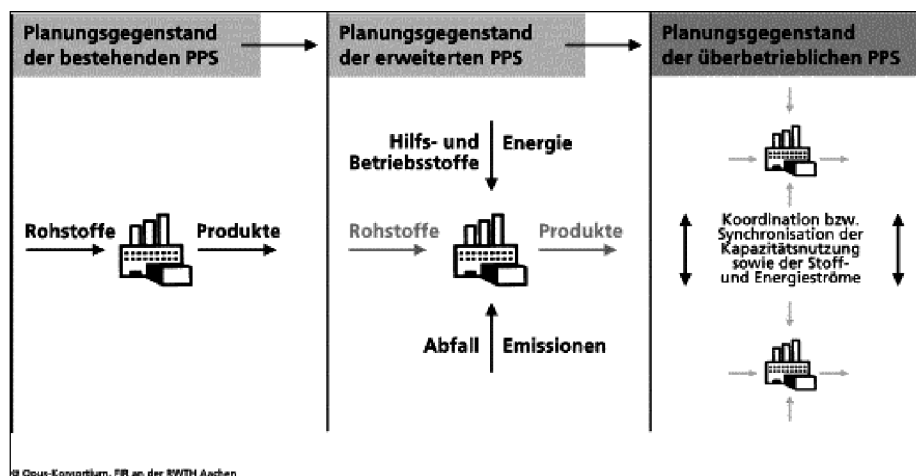 Planungsgegenstand
der bestehenden PPS
Planungsgegenstand
der erweiterten PPS
Planungsgegenstand
der überbetrieblichen PPS
Rohstoffe
Produkte
Hilfs- und
Betriebsstoffe
Energie
Rohstoffe
Produkte
Abfall
Emissionen
Koordination bzw.
Synchronisation der
Kapazitätsnutzung
sowie der Stoff-
und Energieströme
© Opus-Konsortium, FIR an der RWTH Aachen